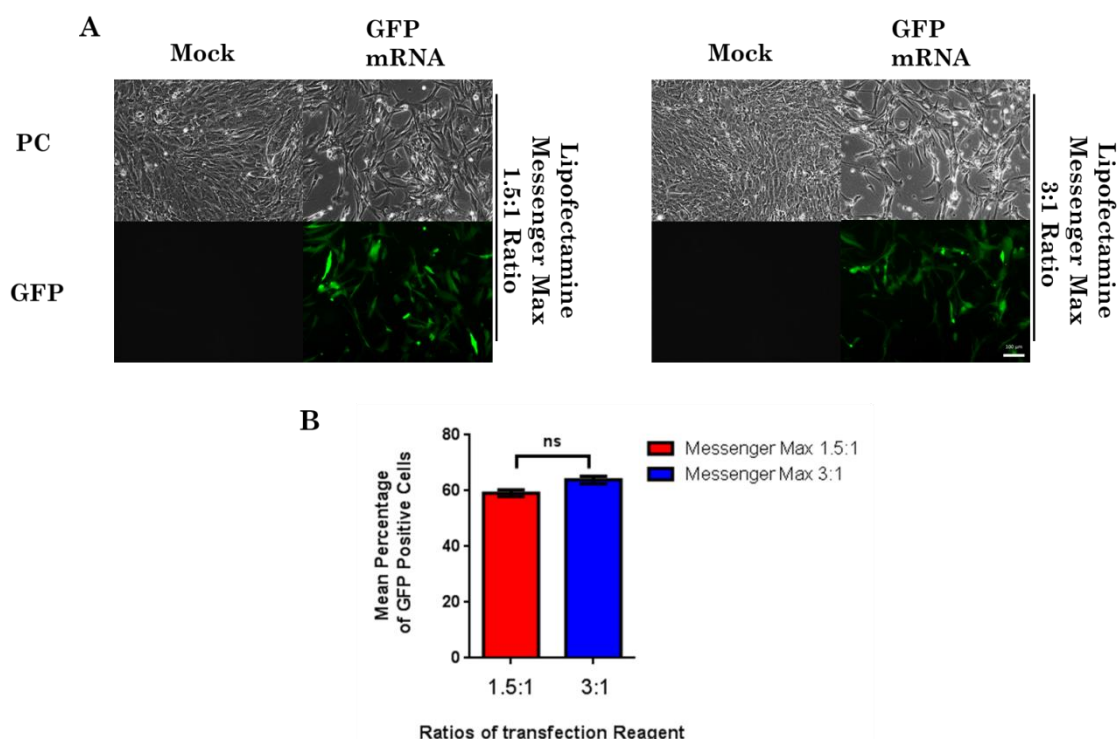 A
Mock
GFP
mRNA
Mock
GFP
mRNA
PC
GFP
Lipofectamine
Messenger Max
1.5:1 Ratio
Lipofectamine
Messenger Max
3:1 Ratio
100 µm
B
80
60
40
20
0
Mean Percentage
of GFP Positive Cells
ns
Messenger Max 1.5:1
Messenger Max 3:1
1.5:1
3:1
Ratios of transfection Reagent